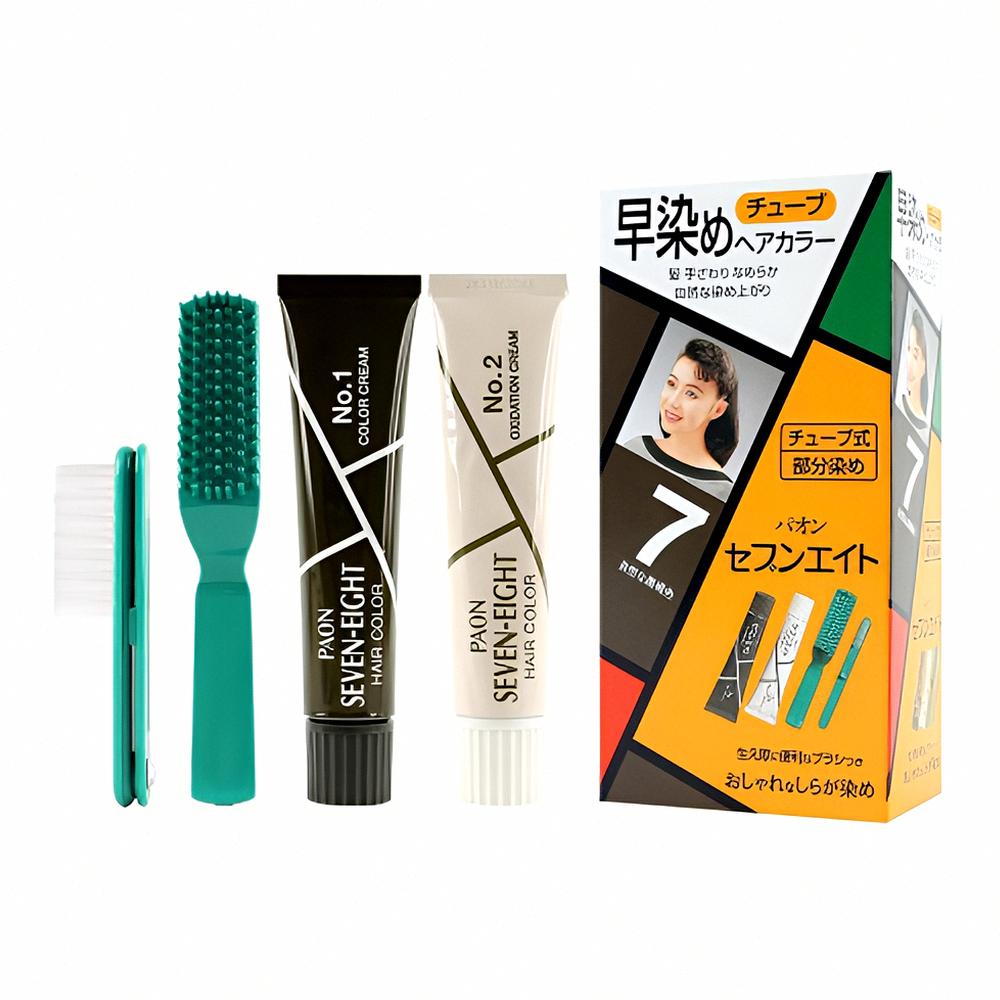 No.1
COLOR CREAM
PAON
SEVEN-EIGHT
HAIR COLOR
No.2
OXIDATION CREAM
PAON
SEVEN-EIGHT
HAIR COLOR
早染め
チューブ
ヘアカラー
チューブ式
部分染め
7
パオン
セブンエイト
おしゃれなしらが染め